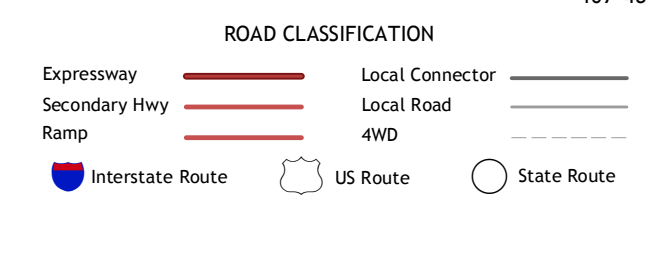 ROAD CLASSIFICATION
Expressway
Local Connector
Secondary Hwy
Local Road
Ramp
4WD
Interstate Route
US Route
State Route